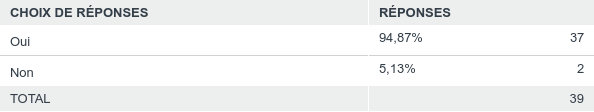 CHOIX DE RÉPONSES RÉPONSES
Oui 94,87% 37
Non 5,13% 2
TOTAL 39